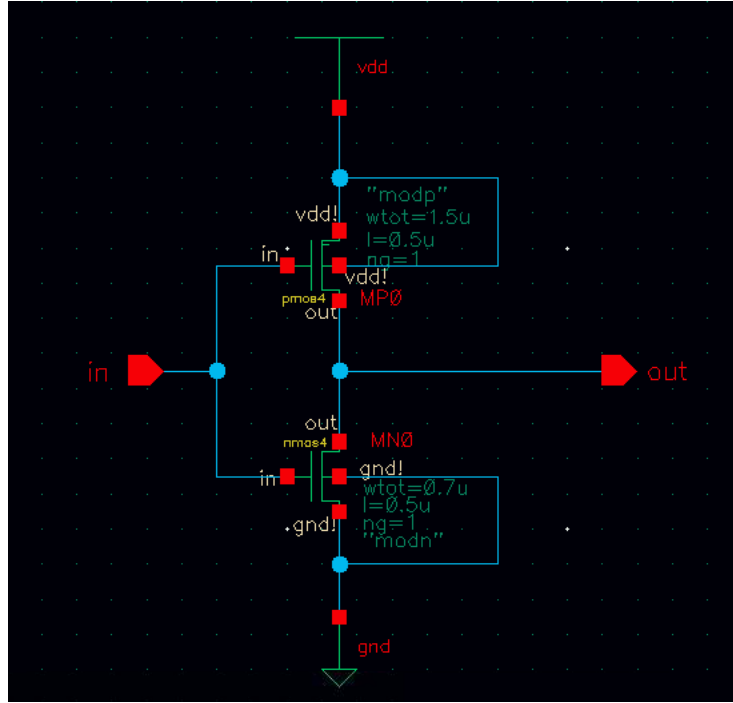 vdd
"modp"
wtot=1.5u
l=0.5u
ng=1
vdd!
in
vdd!
pmos4
MP0
out
in
out
out
nmos4
MN0
in
gnd!
wtot=0.7u
l=0.5u
ng=1
"modn"
gnd!
gnd